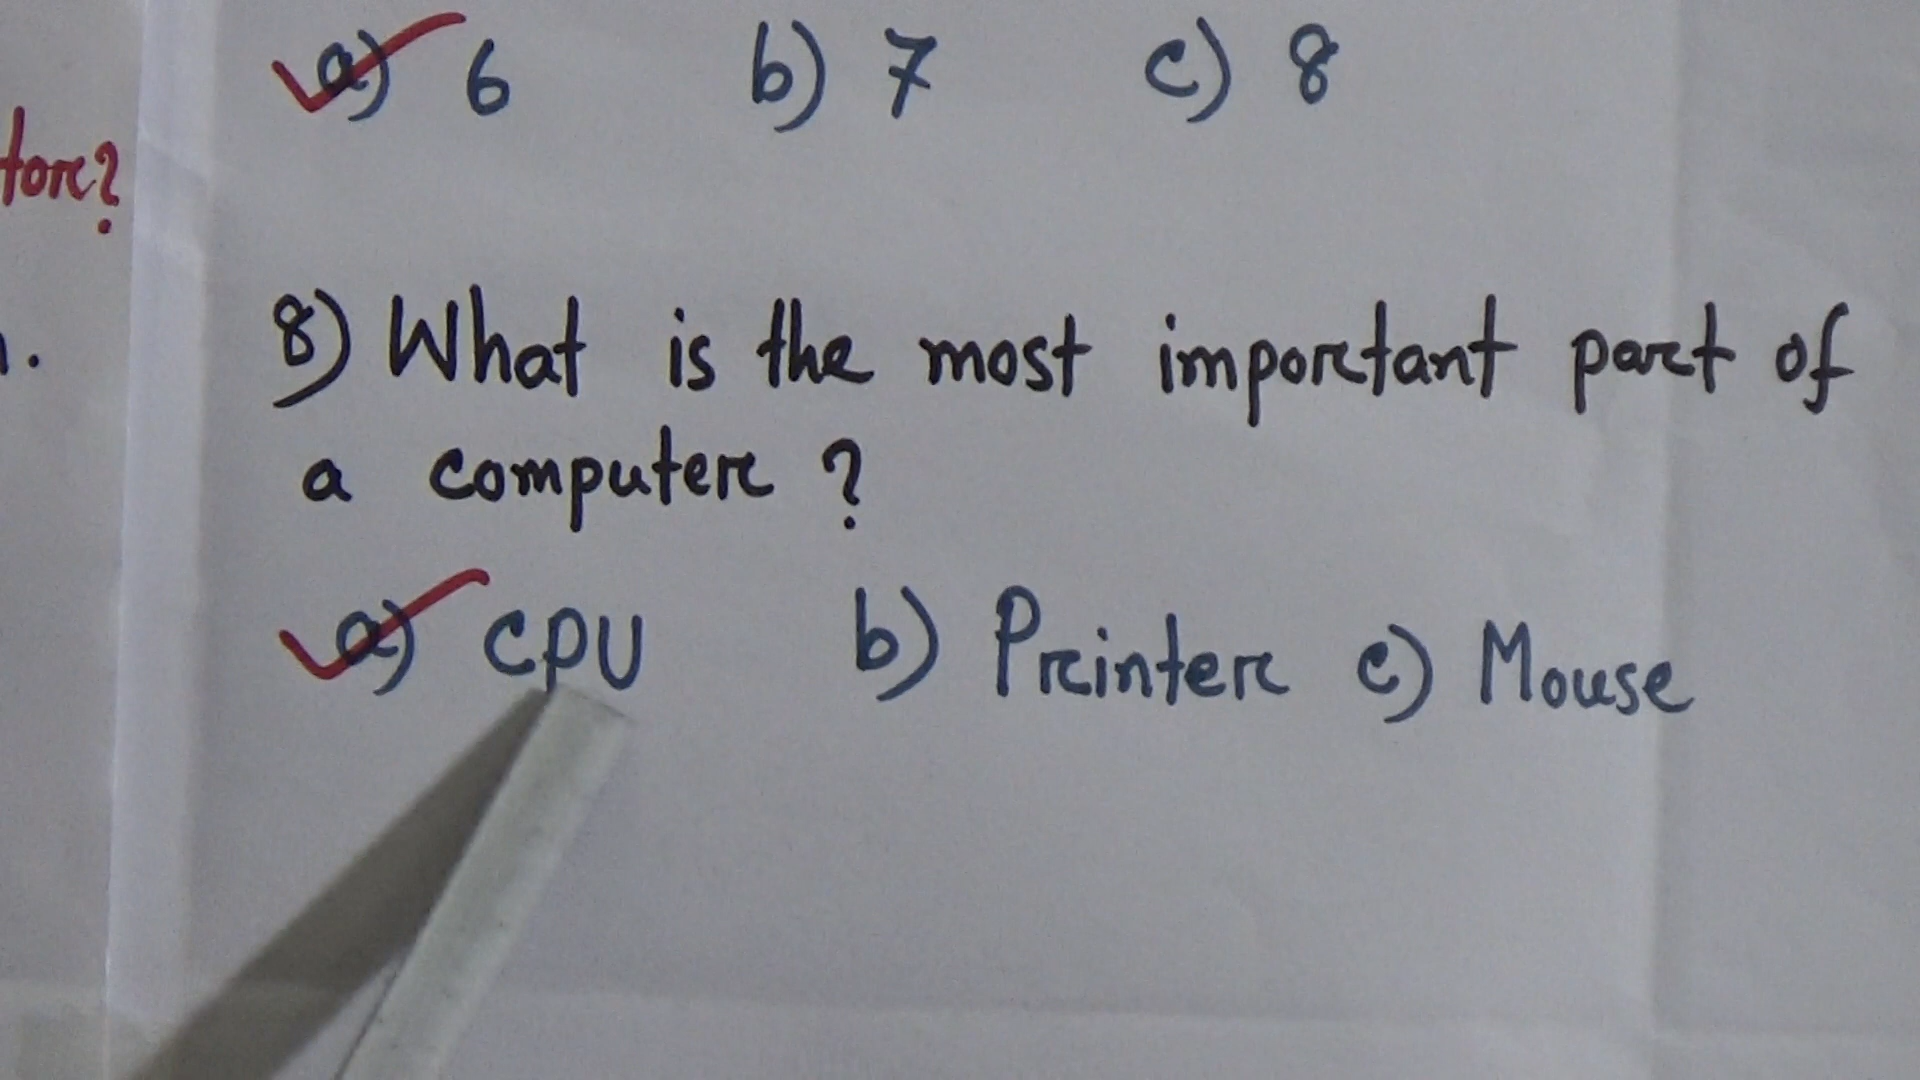 a) 6 b) 7 c) 8
tore?
8) What is the most important part of
a computer ?
a) CPU b) Printer c) Mouse